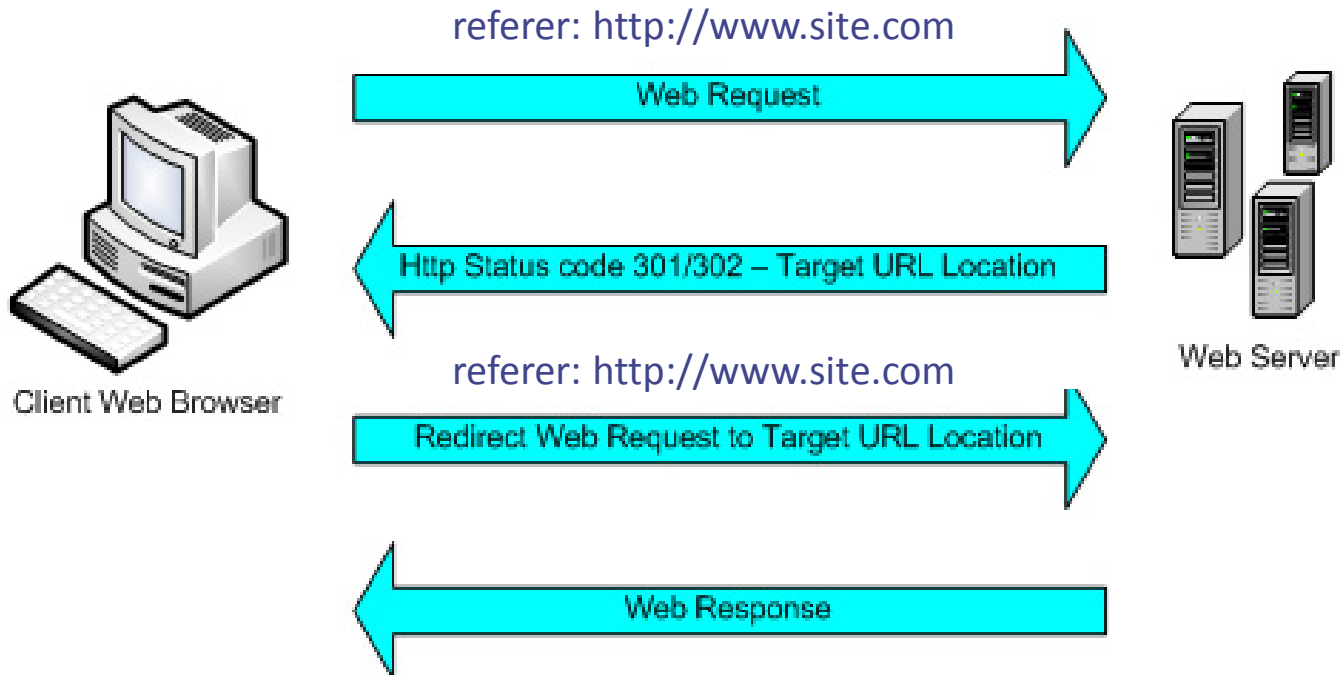 referer: http://www.site.com
Web Request
Http Status code 301/302 – Target URL Location
Web Server
referer: http://www.site.com
Client Web Browser
Redirect Web Request to Target URL Location
Web Response